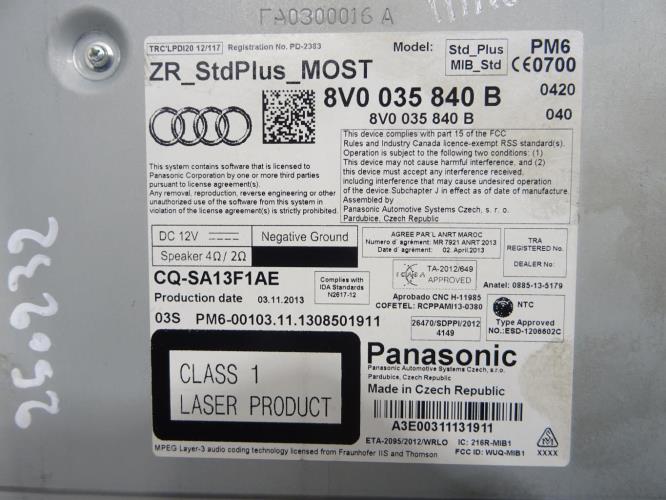 FA0300016 A
TRC'LPDI20 12/117 Registration No. PD-2383
Model: Std_Plus MIB_Std
PM6
CE0700
ZR_StdPlus_MOST
8V0 035 840 B
8V0 035 840 B
0420
040
This device complies with part 15 of the FCC
Rules and Industry Canada licence-exempt RSS standard(s).
Operation is subject to the following two conditions: (1)
This device may not cause harmful interference, and (2)
this device must accept any interference received,
including interference that may cause undesired operation
of the device.Subchapter J in effect as of date of manufacture.
Assembled by
Panasonic Automotive Systems Czech, s. r. o.
Pardubice, Czech Republic
This system contains software that is licensed to
Panasonic Corporation by one or more third parties
pursuant to license agreement(s).
Any removal, reproduction, reverse engineering or other
unauthorized use of the software in this system in
violation of the license agreement(s) is strictly prohibited.
DC 12V
Negative Ground
Speaker 4Ω / 2Ω
AGREE PAR L ANRT MAROC
Numero d`agrément: MR 7921 ANRT 2013
Date d`agrément: 02. April.2013
TRA
REGISTERED No.
DEALER No:
CQ-SA13F1AE
Production date 03.11.2013
Complies with
IDA Standards
N2617-12
ICASA
TA-2012/649
APPROVED
Anatel: 0885-13-5179
Aprobado CNC H-11985
COFETEL: RCPPAMI13-0380
NTC
Type Approved
NO.:ESD-1206602C
03S PM6-00103.11.1308501911
26470/SDPPI/2012
4149
CLASS 1
LASER PRODUCT
Panasonic
Panasonic Automotive Systems Czech, s.r.o.
Pardubice, Czech Republic
Made in Czech Republic
A3E00311131911
ETA-2095/2012/WRLO IC: 216R-MIB1
FCC ID: WUQ-MIB1
XXXX
MPEG Layer-3 audio coding technology licensed from Fraunhofer IIS and Thomson
250232